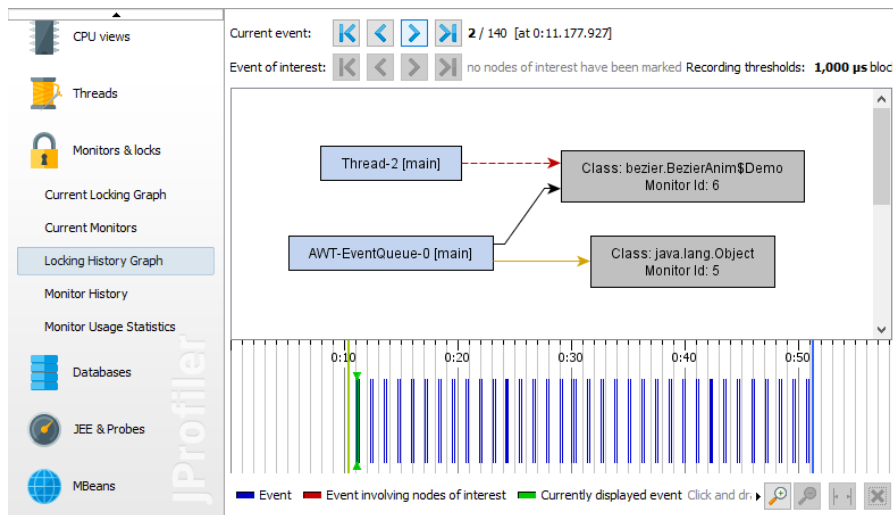 CPU views
Threads
Monitors & locks
Current Locking Graph
Current Monitors
Locking History Graph
Monitor History
Monitor Usage Statistics
Databases
JEE & Probes
MBeans
JProfiler
Current event: 2 / 140 [at 0:11.177.927]
Event of interest: no nodes of interest have been marked Recording thresholds: 1,000 µs bloc
Thread-2 [main]
Class: bezier.BezierAnim$Demo
Monitor Id: 6
AWT-EventQueue-0 [main]
Class: java.lang.Object
Monitor Id: 5
0:10 0:20 0:30 0:40 0:50
Event Event involving nodes of interest Currently displayed event Click and dra